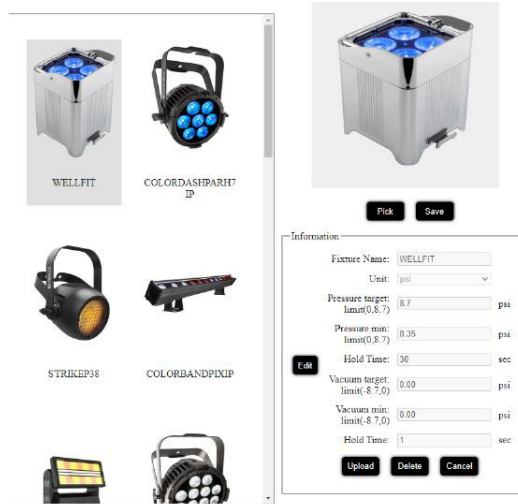 WELLFIT
COLORDASHPARH7
IP
STRIKEP38
COLORBANDPIXIP
Pick
Save
Information
Fixture Name: WELLFIT
Unit: psi
Pressure target:
limit(0,8.7) 8.7 psi
Pressure min:
limit(0,8.7) 8.35 psi
Edit
Hold Time: 30 sec
Vacuum target:
limit(-8.7,0) 0.00 psi
Vacuum min:
limit(-8.7,0) 0.00 psi
Hold Time: 1 sec
Upload
Delete
Cancel